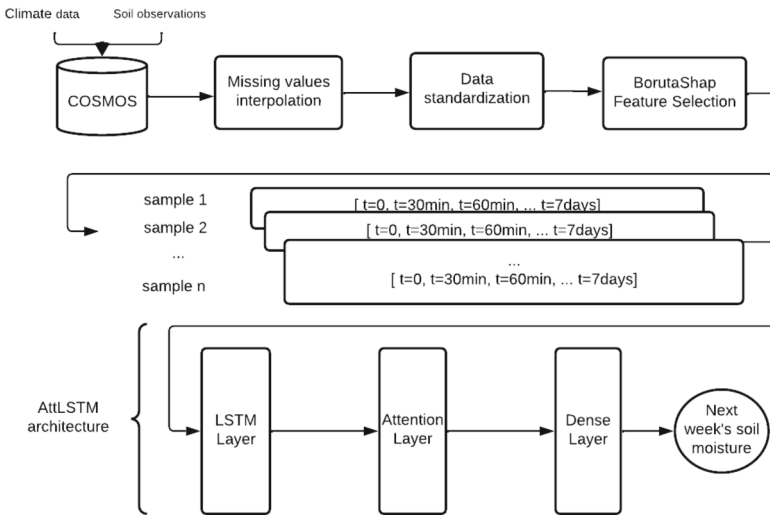 Climate data
Soil observations
COSMOS
Missing values
interpolation
Data
standardization
BorutaShap
Feature Selection
sample 1
[ t=0, t=30min, t=60min, ... t=7days]
sample 2
[ t=0, t=30min, t=60min, ... t=7days]
...
...
sample n
[ t=0, t=30min, t=60min, ... t=7days]
AttLSTM
architecture
LSTM
Layer
Attention
Layer
Dense
Layer
Next
week's soil
moisture